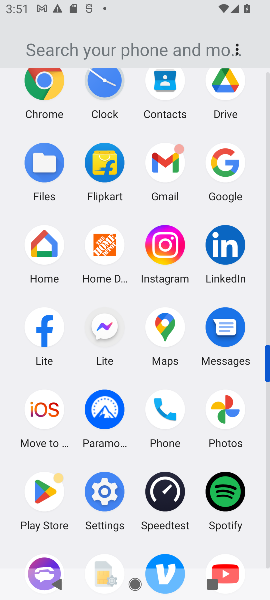 3:51
Search your phone and mo...
Chrome Clock Contacts Drive
Files Flipkart Gmail Google
Home Home D... Instagram LinkedIn
Lite Lite Maps Messages
iOS
Move to ... Paramo... Phone Photos
Play Store Settings Speedtest Spotify